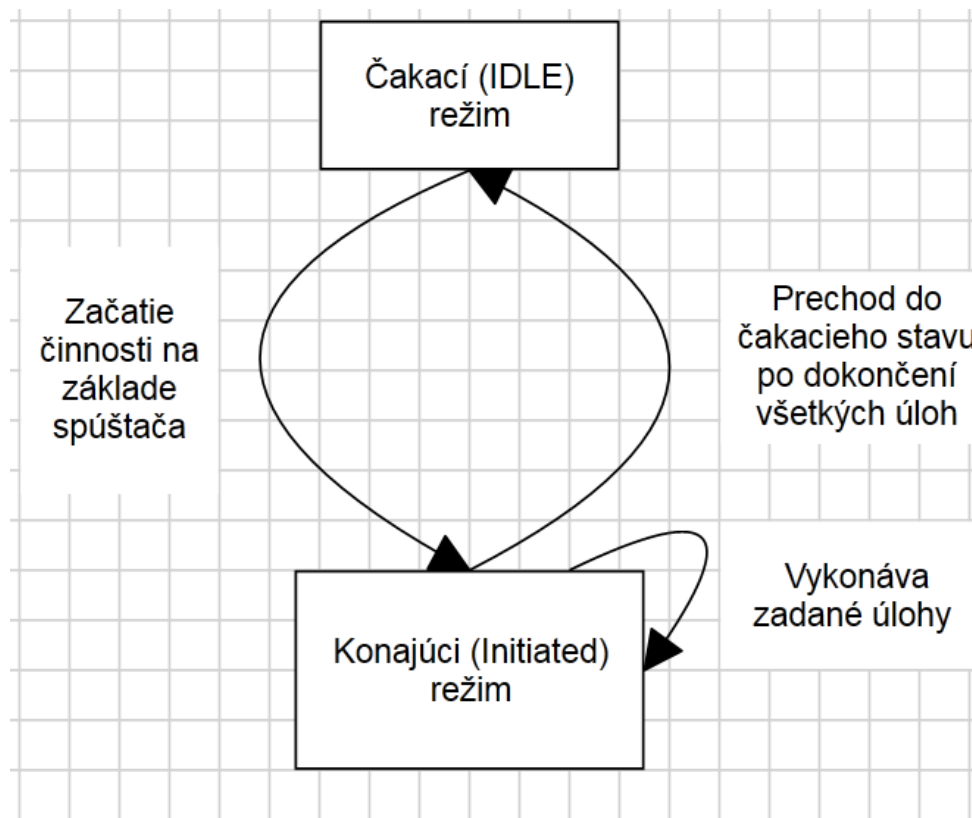 Čakací (IDLE)
režim
Začatie
činnosti na
základe
spúštača
Prechod do
čakacieho stavu
po dokončení
všetkých úloh
Vykonáva
zadané úlohy
Konajúci (Initiated)
režim